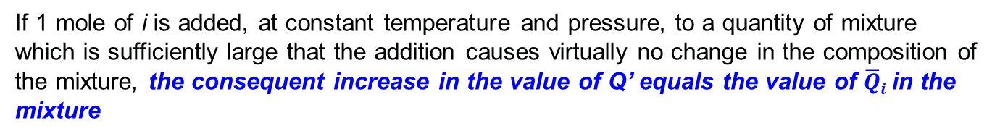 If 1 mole of i is added, at constant temperature and pressure, to a quantity of mixture
which is sufficiently large that the addition causes virtually no change in the composition of
the mixture, the consequent increase in the value of Q’ equals the value of Q̅ᵢ in the
mixture